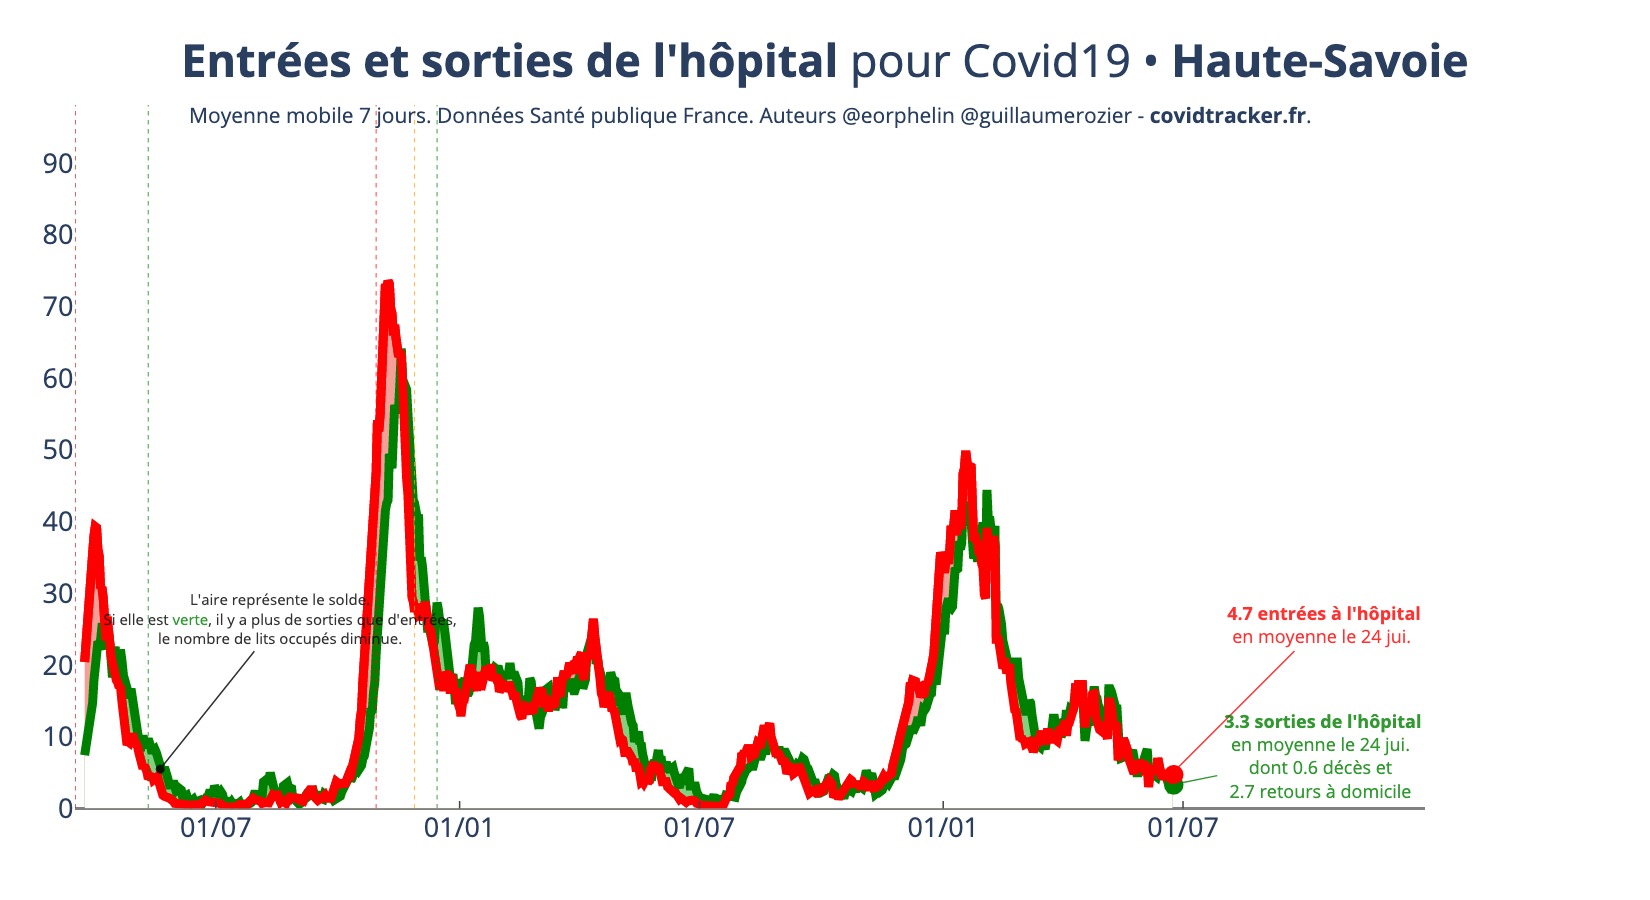 Entrées et sorties de l'hôpital pour Covid19 • Haute-Savoie
Moyenne mobile 7 jours. Données Santé publique France. Auteurs @eorphelin @guillaumerozier - covidtracker.fr.
90
80
70
60
50
40
30
20
10
0
L'aire représente le solde.
Si elle est verte, il y a plus de sorties que d'entrées,
le nombre de lits occupés diminue.
4.7 entrées à l'hôpital
en moyenne le 24 jui.
3.3 sorties de l'hôpital
en moyenne le 24 jui.
dont 0.6 décès et
2.7 retours à domicile
01/07
01/01
01/07
01/01
01/07